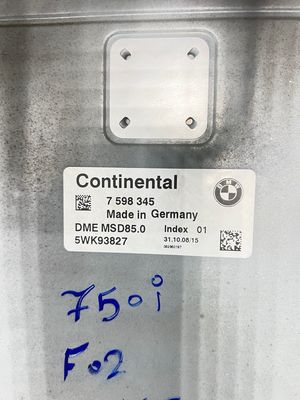 Continental
7 598 345
Made in Germany
DME MSD85.0 Index 01
5WK93827 31.10.08/15
750i
F02